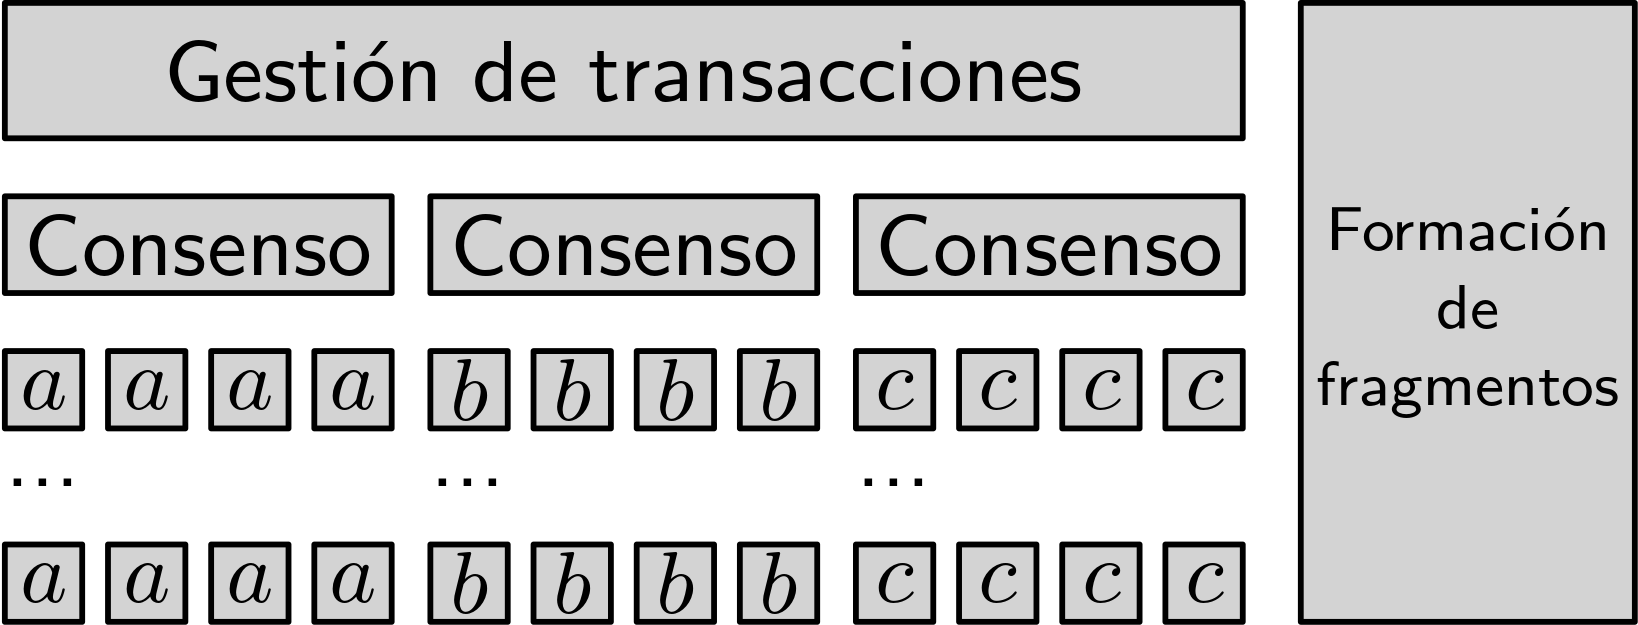 Gestión de transacciones
Consenso Consenso Consenso
a a a a b b b b c c c c
... ... ...
a a a a b b b b c c c c
Formación
de
fragmentos